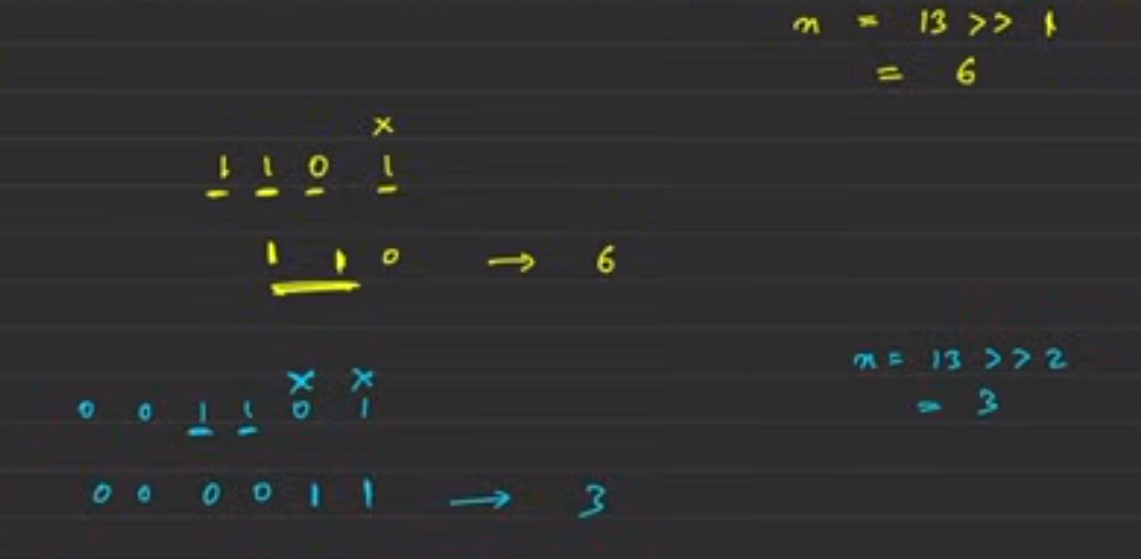 n = 13 >> 1
= 6
x
1 1 0 1
1 1 0 → 6
n = 13 >> 2
= 3
x x
0 0 1 1 0 1
0 0 0 0 1 1 → 3